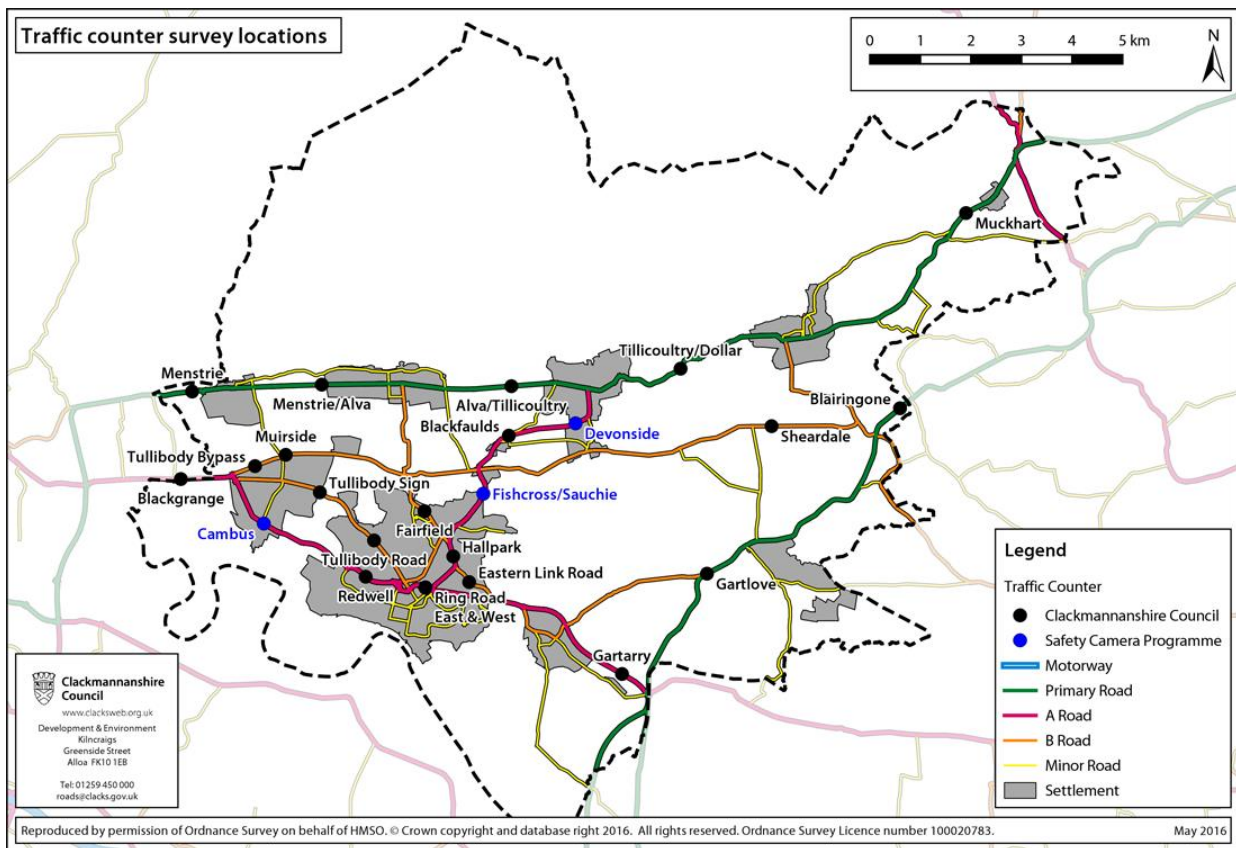 Traffic counter survey locations
0 1 2 3 4 5 km
N
Muckhart
Tillicoultry/Dollar
Menstrie
Menstrie/Alva
Alva/Tillicoultry
Blairingone
Blackfaulds
Devonside
Sheardale
Muirside
Tullibody Bypass
Tullibody Sign
Blackgrange
Fishcross/Sauchie
Cambus
Fairfield
Hallpark
Tullibody Road
Eastern Link Road
Redwell
Ring Road
East & West
Gartlove
Gartarry
Legend
Traffic Counter
Clackmannanshire Council
Safety Camera Programme
Motorway
Primary Road
A Road
B Road
Minor Road
Settlement
Clackmannanshire
Council
www.clacksweb.org.uk
Development & Environment
Kilncraigs
Greenside Street
Alloa FK10 1EB
Tel: 01259 450 000
roads@clacks.gov.uk
Reproduced by permission of Ordnance Survey on behalf of HMSO. © Crown copyright and database right 2016. All rights reserved. Ordnance Survey Licence number 100020783. May 2016